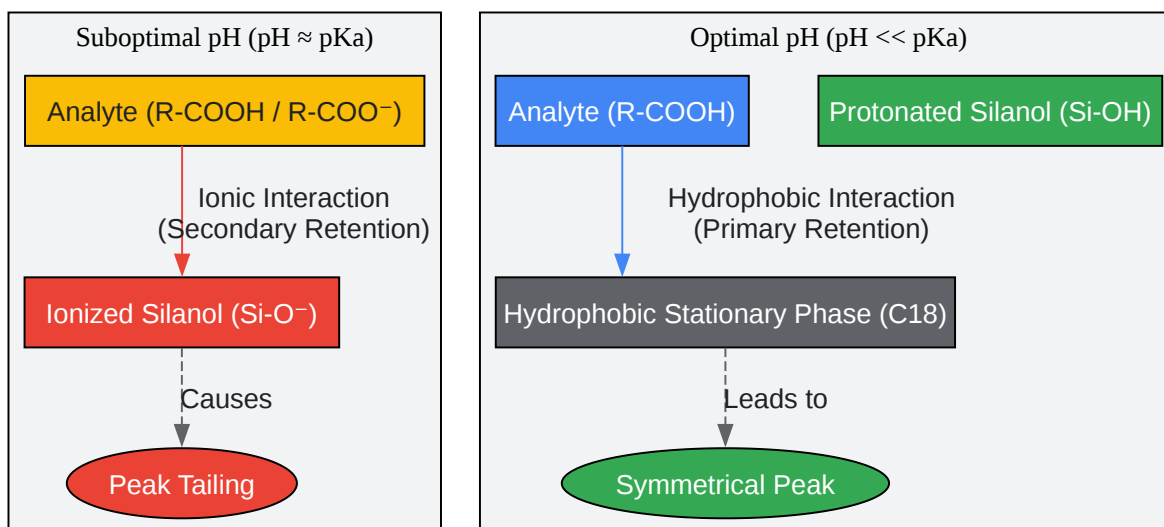 Suboptimal pH (pH ≈ pKa)
Analyte (R-COOH / R-COO⁻)
Ionic Interaction
(Secondary Retention)
Ionized Silanol (Si-O⁻)
Causes
Peak Tailing
Optimal pH (pH << pKa)
Analyte (R-COOH)
Protonated Silanol (Si-OH)
Hydrophobic Interaction
(Primary Retention)
Hydrophobic Stationary Phase (C18)
Leads to
Symmetrical Peak